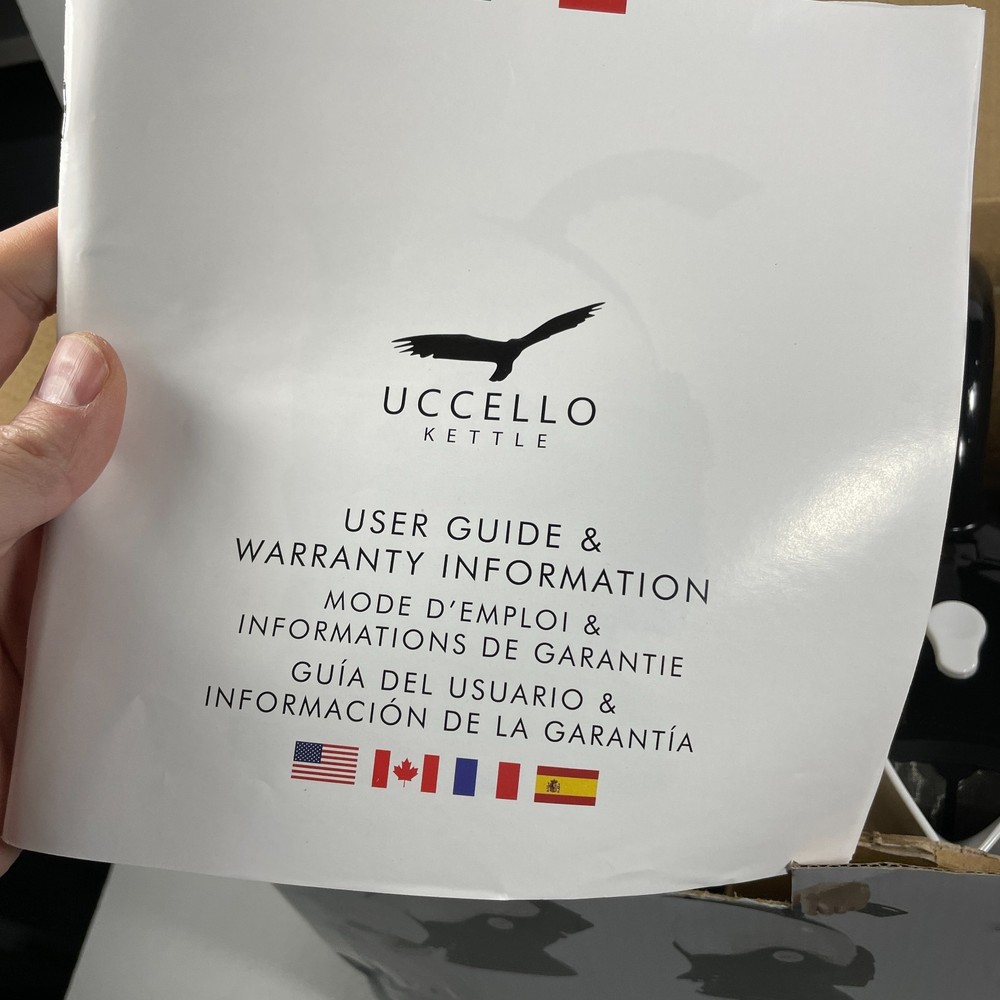 UCCELLO
KETTLE
USER GUIDE &
WARRANTY INFORMATION
MODE D'EMPLOI &
INFORMATIONS DE GARANTIE
GUÍA DEL USUARIO &
INFORMACIÓN DE LA GARANTÍA